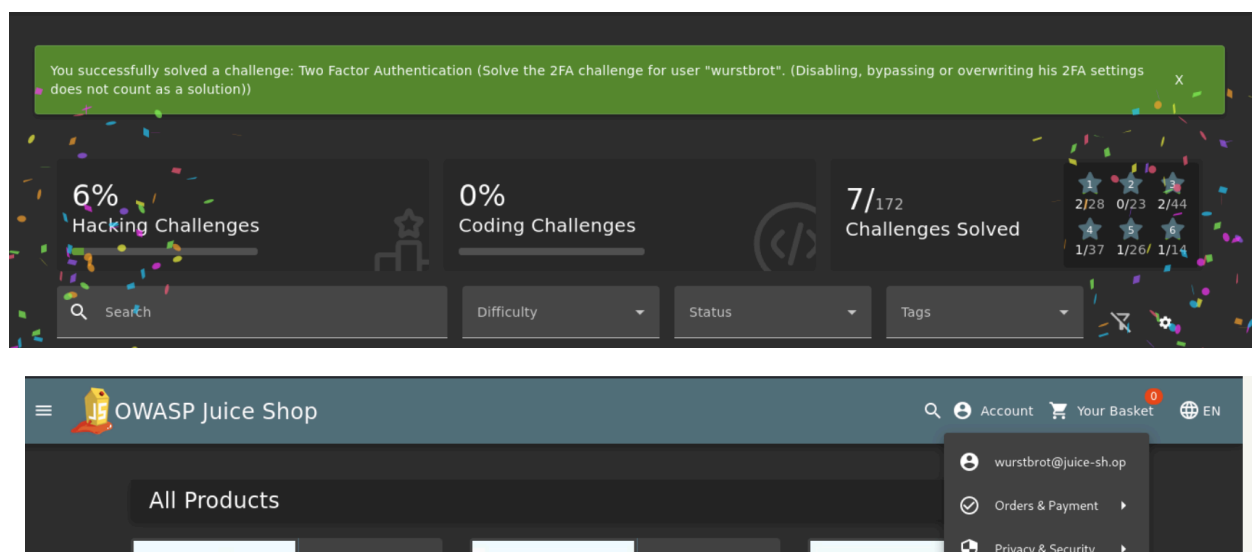 You successfully solved a challenge: Two Factor Authentication (Solve the 2FA challenge for user "wurstbrot". (Disabling, bypassing or overwriting his 2FA settings
does not count as a solution))
X
6%
Hacking Challenges
0%
Coding Challenges
7/172
Challenges Solved
1 2 3
2/28 0/23 2/44
4 5 6
1/37 1/26 1/14
Search
Difficulty
Status
Tags
JS
OWASP Juice Shop
Account
Your Basket
0
EN
wurstbrot@juice-sh.op
Orders & Payment
All Products
Privacy & Security